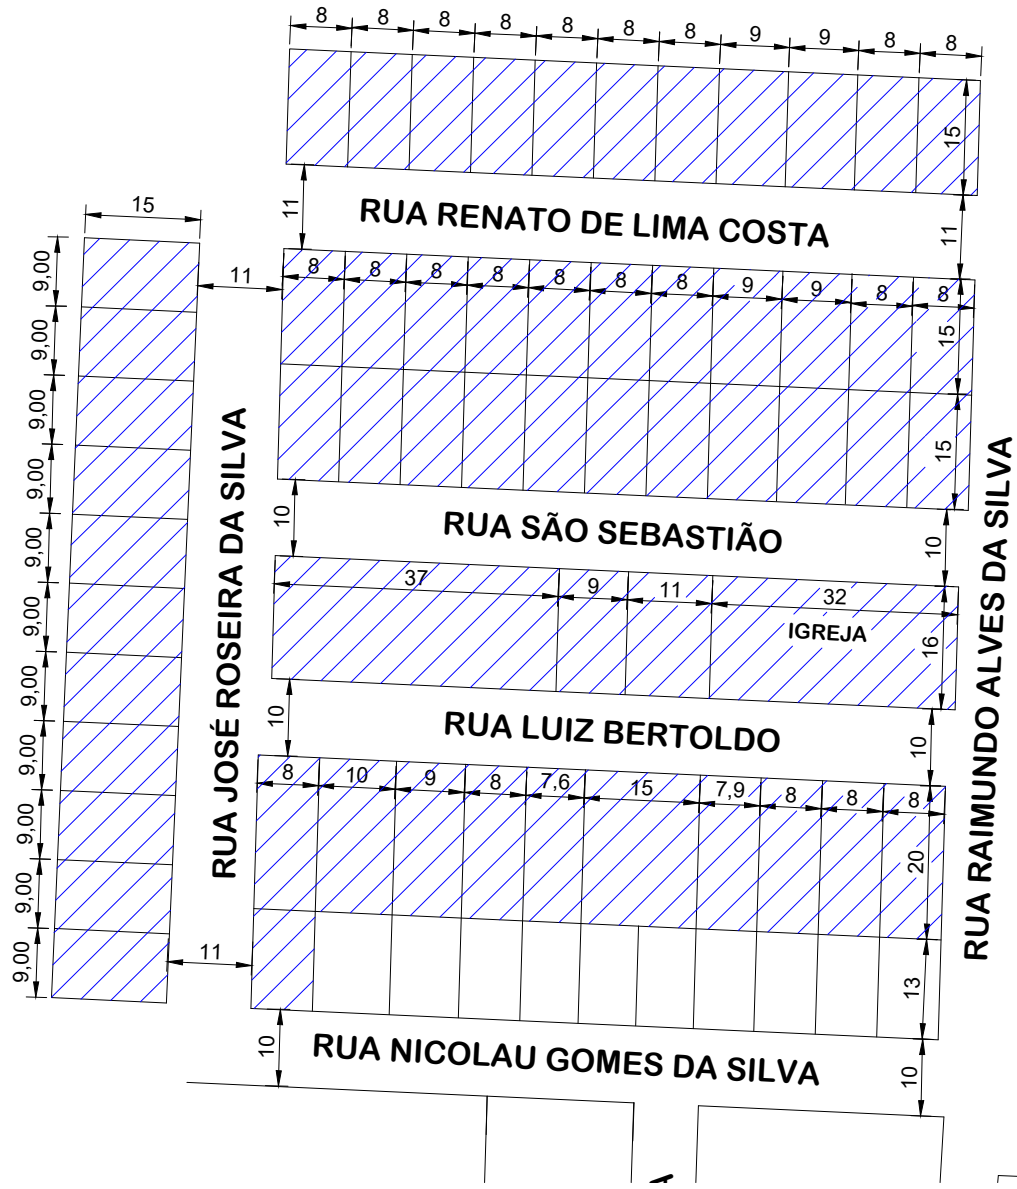 8 8 8 8 8 8 8 9 9 8 8
15
11
RUA RENATO DE LIMA COSTA
11
15
11
8 8 8 8 8 8 8 9 9 8 8
15
15
9,00
9,00
9,00
9,00
9,00
9,00
9,00
9,00
9,00
9,00
9,00
RUA JOSÉ ROSEIRA DA SILVA
10
RUA SÃO SEBASTIÃO
10
RUA RAIMUNDO ALVES DA SILVA
37 9 11 32
IGREJA
16
10
RUA LUIZ BERTOLDO
10
8 10 9 8 7,6 15 7,9 8 8 8
20
11
13
10
RUA NICOLAU GOMES DA SILVA
10